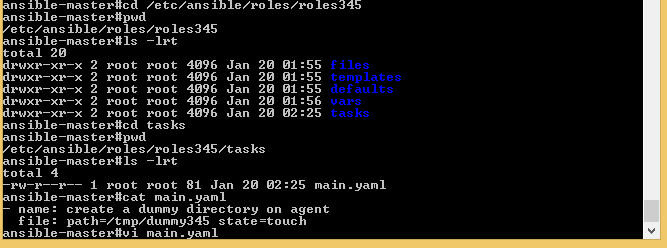 ansible-master#cd /etc/ansible/roles/roles345
ansible-master#pwd
/etc/ansible/roles/roles345
ansible-master#ls -lrt
total 20
drwxr-xr-x 2 root root 4096 Jan 20 01:55 files
drwxr-xr-x 2 root root 4096 Jan 20 01:55 templates
drwxr-xr-x 2 root root 4096 Jan 20 01:55 defaults
drwxr-xr-x 2 root root 4096 Jan 20 01:56 vars
drwxr-xr-x 2 root root 4096 Jan 20 02:25 tasks
ansible-master#cd tasks
ansible-master#pwd
/etc/ansible/roles/roles345/tasks
ansible-master#ls -lrt
total 4
-rw-r--r-- 1 root root 81 Jan 20 02:25 main.yaml
ansible-master#cat main.yaml
- name: create a dummy directory on agent
  file: path=/tmp/dummy345 state=touch
ansible-master#vi main.yaml